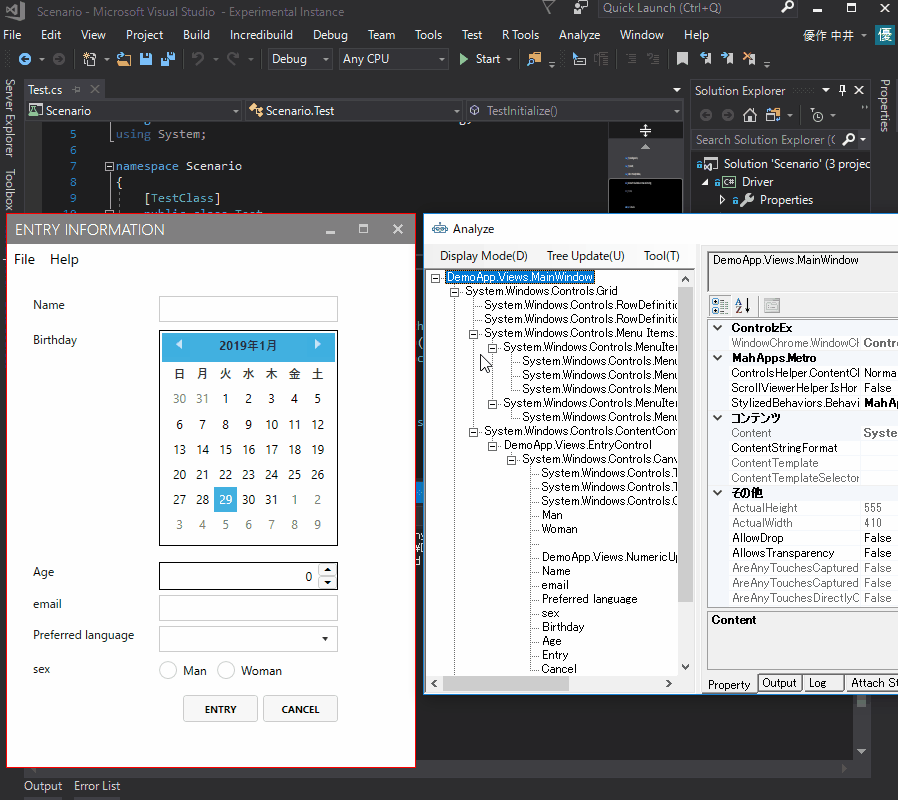 Scenario - Microsoft Visual Studio - Experimental Instance
Quick Launch (Ctrl+Q)
File Edit View Project Build Incredibuild Debug Team Tools Test R Tools Analyze Window Help
優作 中井
優
Debug Any CPU Start
Server Explorer
Toolbox
Test.cs
Scenario Scenario.Test TestInitialize()
5 using System;
6
7 namespace Scenario
8 {
9 [TestClass]
Solution Explorer
Search Solution Explorer (C
Solution 'Scenario' (3 projec
Driver
Properties
Properties
ENTRY INFORMATION
File Help
Name
Birthday
2019年1月
日 月 火 水 木 金 土
30 31 1 2 3 4 5
6 7 8 9 10 11 12
13 14 15 16 17 18 19
20 21 22 23 24 25 26
27 28 29 30 31 1 2
3 4 5 6 7 8 9
Age
0
email
Preferred language
sex
Man Woman
ENTRY CANCEL
Analyze
Display Mode(D) Tree Update(U) Tool(T)
DemoApp.Views.MainWindow
System.Windows.Controls.Grid
System.Windows.Controls.RowDefinitio
System.Windows.Controls.RowDefinitio
System.Windows.Controls.Menu Items.
System.Windows.Controls.MenuIter
System.Windows.Controls.Menu
System.Windows.Controls.Menu
System.Windows.Controls.Menu
System.Windows.Controls.MenuIter
System.Windows.Controls.Menu
System.Windows.Controls.ContentCont
DemoApp.Views.EntryControl
System.Windows.Controls.Canv
System.Windows.Controls.T
System.Windows.Controls.T
System.Windows.Controls.C
Man
Woman
DemoApp.Views.NumericUp
Name
email
Preferred language
sex
Birthday
Age
Entry
Cancel
DemoApp.Views.MainWindow
ControlzEx
WindowChrome.WindowCh Contro
MahApps.Metro
ControlsHelper.ContentCh Norma
ScrollViewerHelper.IsHor False
StylizedBehaviors.Behavi MahAp
コンテンツ
Content Syste
ContentStringFormat
ContentTemplate
ContentTemplateSelector
その他
ActualHeight 555
ActualWidth 410
AllowDrop False
AllowsTransparency False
AreAnyTouchesCaptured False
AreAnyTouchesCaptured False
AreAnyTouchesDirectlyC False
Content
Property Output Log Attach St
Output Error List